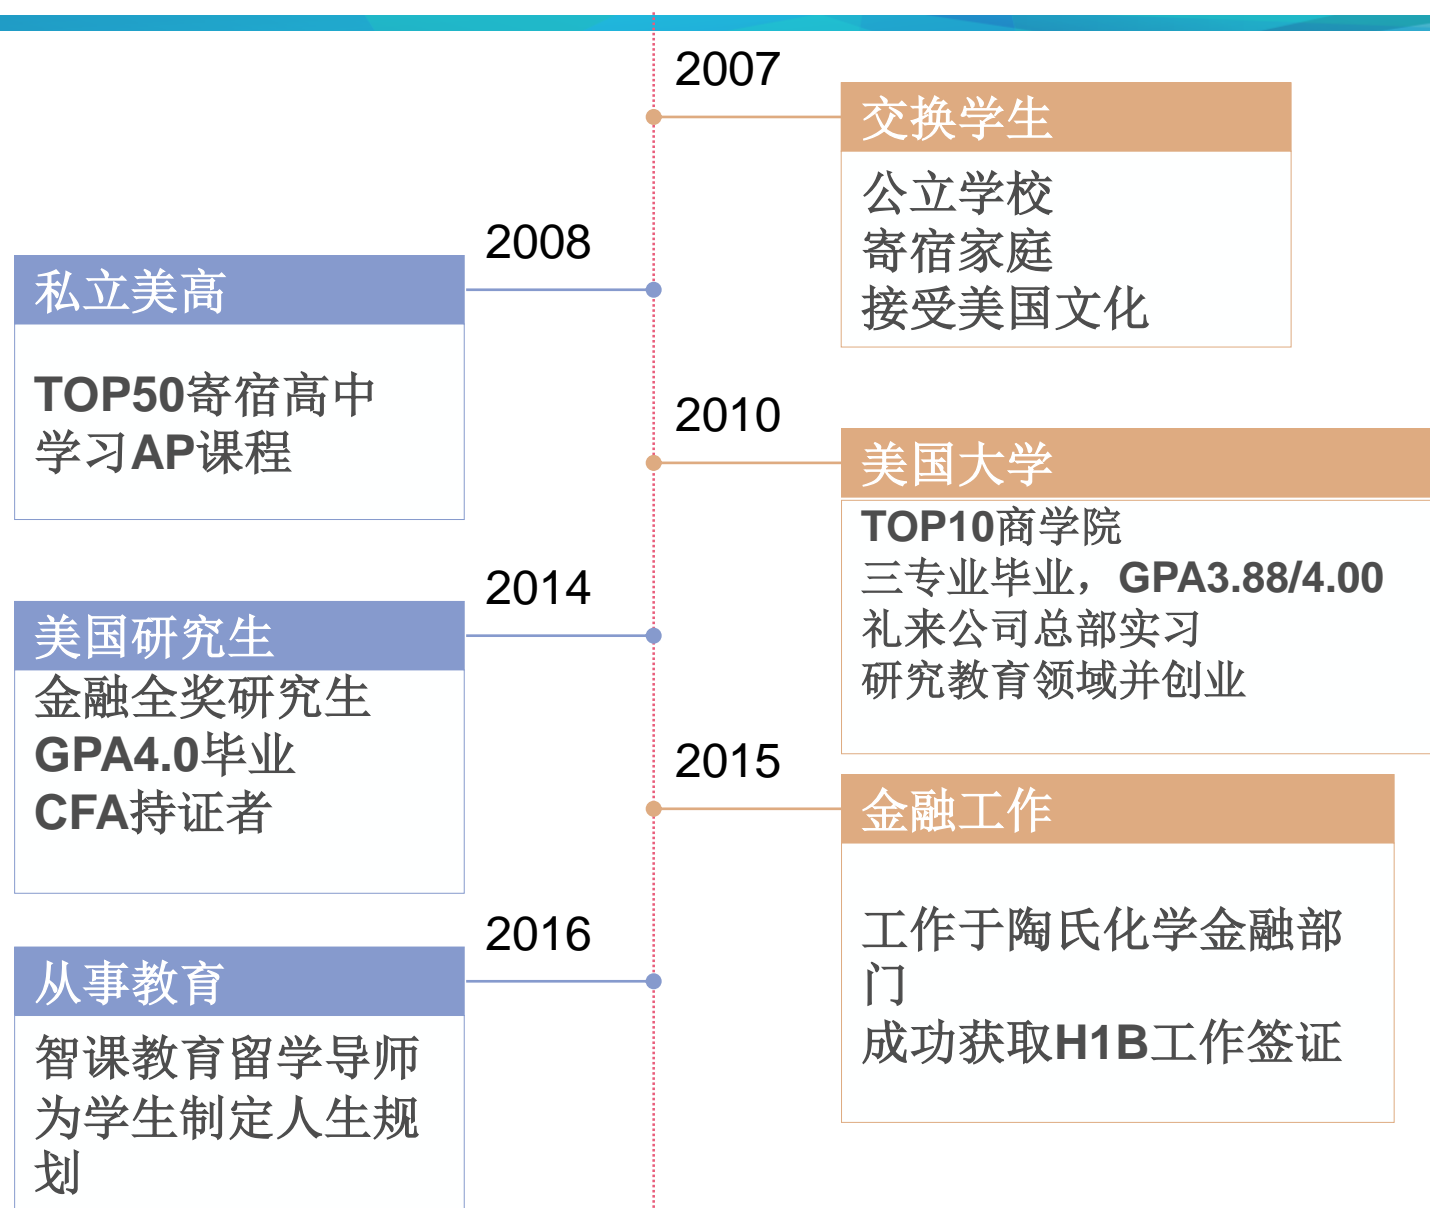 2007
交换学生
公立学校
寄宿家庭
接受美国文化
2008
私立美高
TOP50寄宿高中
学习AP课程
2010
美国大学
TOP10商学院
三专业毕业，GPA3.88/4.00
礼来公司总部实习
研究教育领域并创业
2014
美国研究生
金融全奖研究生
GPA4.0毕业
CFA持证者
2015
金融工作
工作于陶氏化学金融部
门
成功获取H1B工作签证
2016
从事教育
智课教育留学导师
为学生制定人生规
划